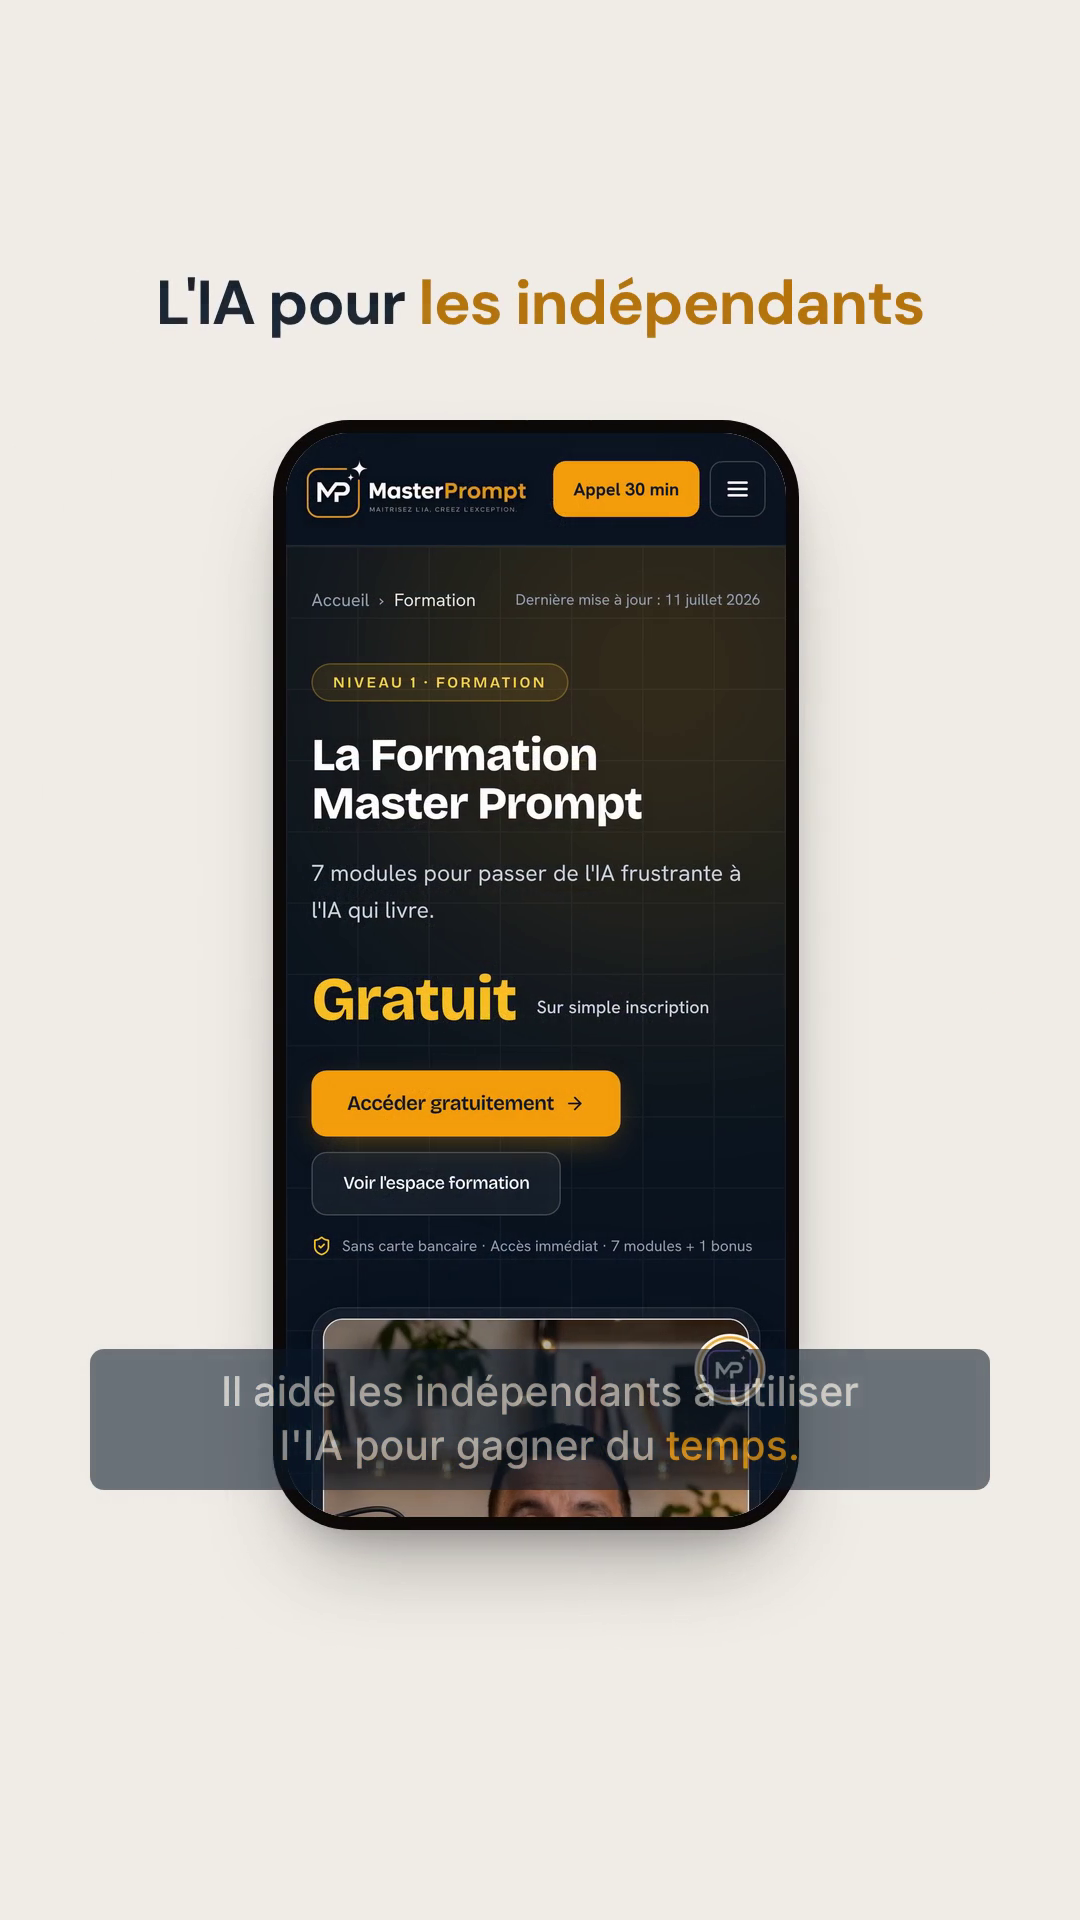 L'IA pour les indépendants
MP MasterPrompt
MAITRISEZ L'IA. CREEZ L'EXCEPTION.
Appel 30 min
Accueil › Formation
Dernière mise à jour : 11 juillet 2026
NIVEAU 1 · FORMATION
La Formation
Master Prompt
7 modules pour passer de l'IA frustrante à
l'IA qui livre.
Gratuit Sur simple inscription
Accéder gratuitement →
Voir l'espace formation
Sans carte bancaire · Accès immédiat · 7 modules + 1 bonus
MP
Il aide les indépendants à utiliser
l'IA pour gagner du temps.